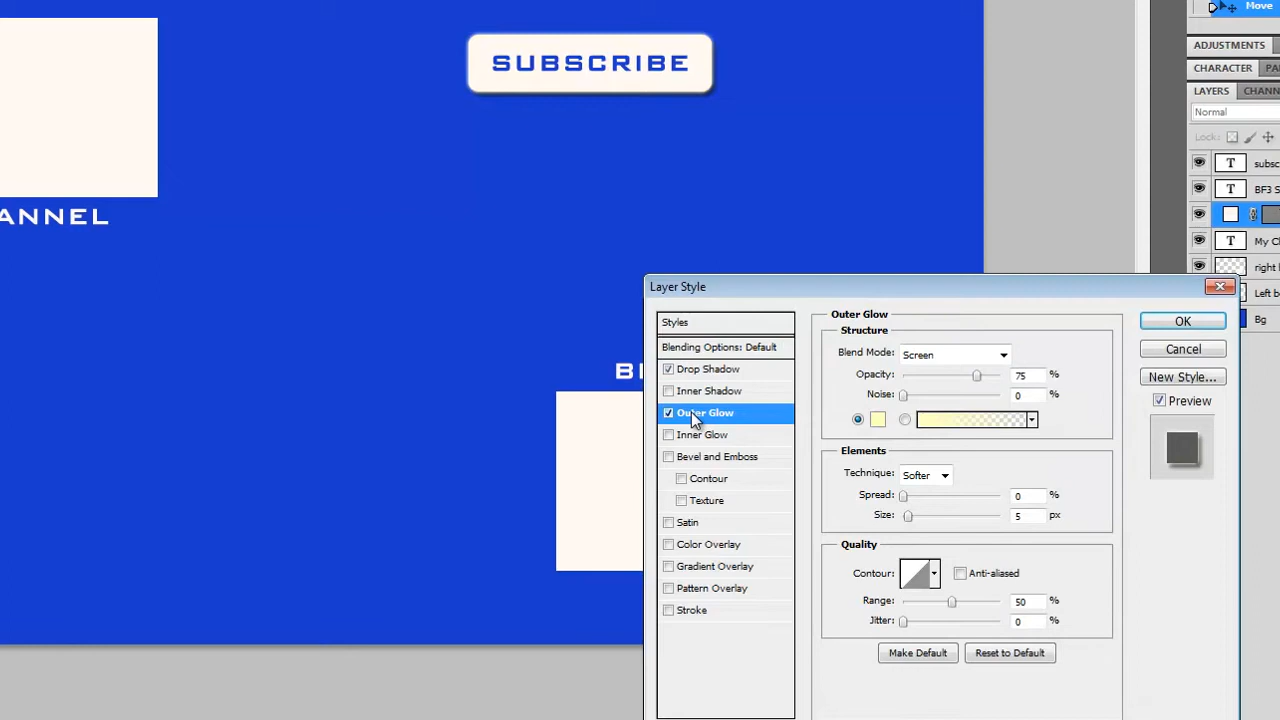 Move
ADJUSTMENTS
SUBSCRIBE
CHARACTER PA
LAYERS CHANN
Normal
Lock:
T subsc
T BF3 S
ANNEL
T My Cl
right l
Left b
Bg
Layer Style
Styles
Blending Options: Default
Drop Shadow
Inner Shadow
Outer Glow
Inner Glow
Bevel and Emboss
Contour
Texture
Satin
Color Overlay
Gradient Overlay
Pattern Overlay
Stroke
Outer Glow
Structure
Blend Mode: Screen
Opacity: 75 %
Noise: 0 %
Elements
Technique: Softer
Spread: 0 %
Size: 5 px
Quality
Contour: Anti-aliased
Range: 50 %
Jitter: 0 %
Make Default Reset to Default
OK
Cancel
New Style...
Preview